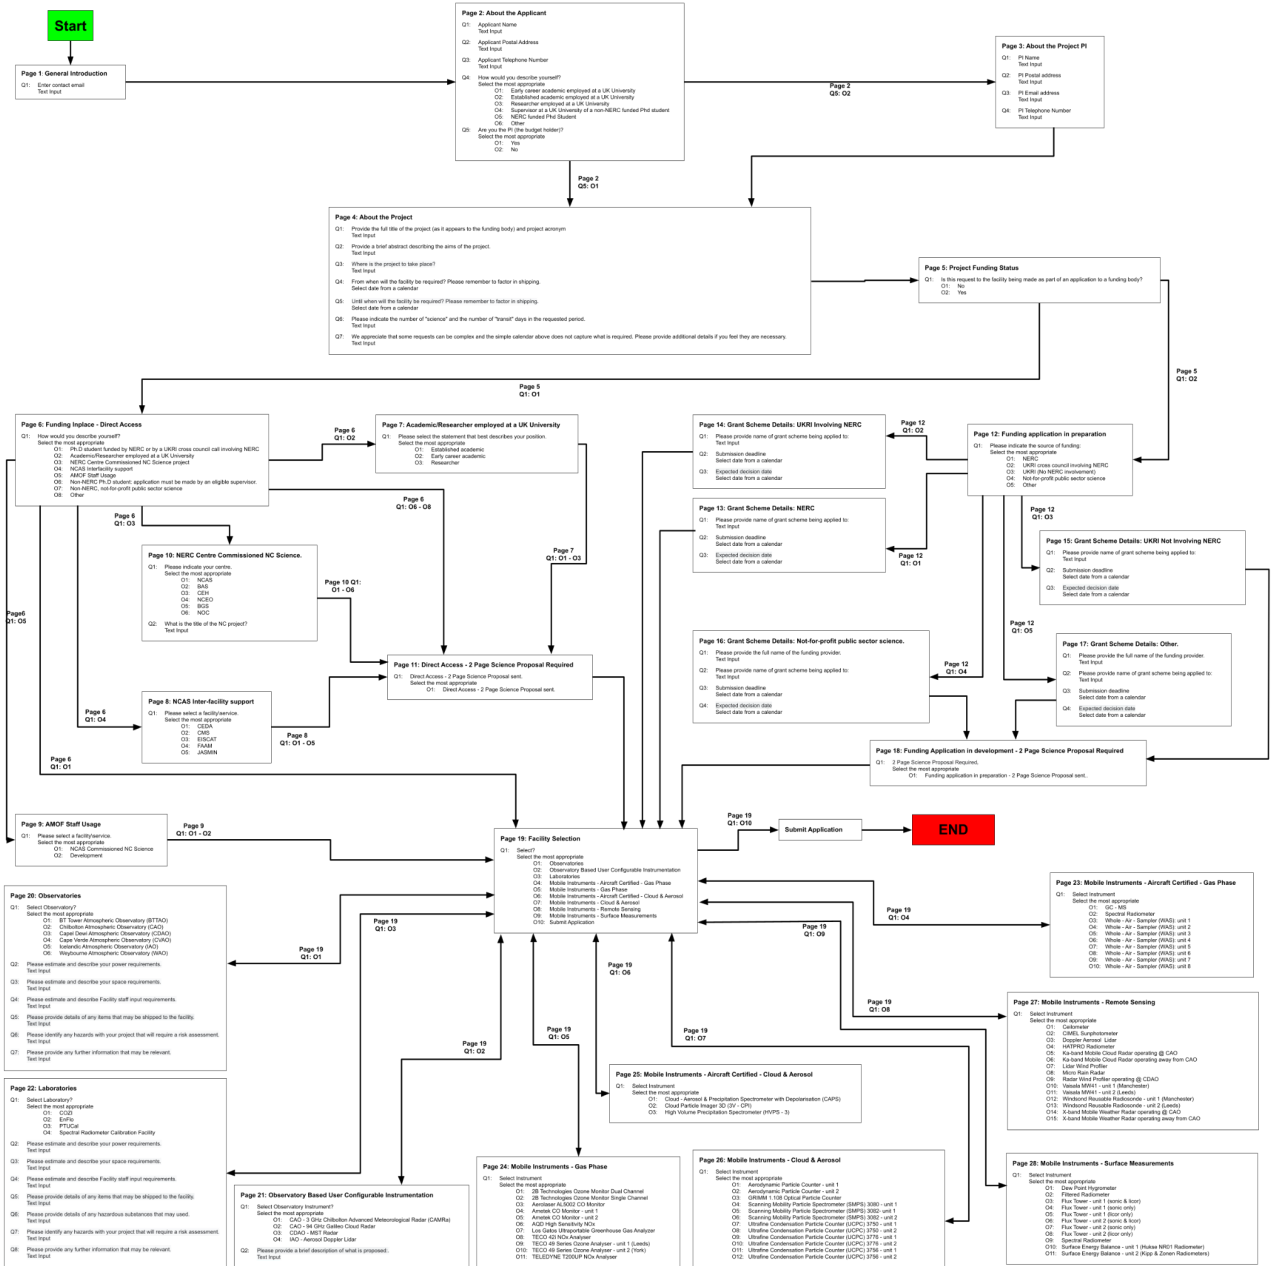 Start
Page 1: General Introduction
Q1: Enter contact email
Text Input
Page 2: About the Applicant
Q1: Applicant Name
Text Input
Q2: Applicant Postal Address
Text Input
Q3: Applicant Telephone Number
Text Input
Q4: How would you describe yourself?
Select the most appropriate
O1: Early career academic employed at a UK University
O2: Established academic employed at a UK University
O3: Researcher employed at a UK University
O4: Supervisor at a UK University of a non-NERC funded Phd student
O5: NERC funded Phd Student
O6: Other
Q5: Are you the PI (the budget holder)?
Select the most appropriate
O1: Yes
O2: No
Page 2
Q5: O2
Page 3: About the Project PI
Q1: PI Name
Text Input
Q2: PI Postal address
Text Input
Q3: PI Email address
Text Input
Q4: PI Telephone Number
Text Input
Page 2
Q5: O1
Page 4: About the Project
Q1: Provide the full title of the project (as it appears to the funding body) and project acronym
Text Input
Q2: Provide a brief abstract describing the aims of the project.
Text Input
Q3: Where is the project to take place?
Text Input
Q4: From when will the facility be required? Please remember to factor in shipping.
Select date from a calendar
Q5: Until when will the facility be required? Please remember to factor in shipping.
Select date from a calendar
Q6: Please indicate the number of "science" and the number of "transit" days in the requested period.
Text Input
Q7: We appreciate that some requests can be complex and the simple calendar above does not capture what is required. Please provide additional details if you feel they are necessary.
Text Input
Page 5: Project Funding Status
Q1: Is this request to the facility being made as part of an application to a funding body?
O1: No
O2: Yes
Page 5
Q1: O1
Page 5
Q1: O2
Page 6: Funding Inplace - Direct Access
Q1: How would you describe yourself?
Select the most appropriate
O1: Ph.D student funded by NERC or by a UKRI cross council call involving NERC
O2: Academic/Researcher employed at a UK University
O3: NERC Centre Commissioned NC Science project
O4: NCAS Interfacility support
O5: AMOF Staff Usage
O6: Non-NERC Ph.D student; application must be made by an eligible supervisor.
O7: Non-NERC, not-for-profit public sector science
O8: Other
Page 6
Q1: O2
Page 7: Academic/Researcher employed at a UK University
Q1: Please select the statement that best describes your position.
Select the most appropriate
O1: Established academic
O2: Early career academic
O3: Researcher
Page 6
Q1: O6 - O8
Page 6
Q1: O3
Page 7
Q1: O1 - O3
Page 14: Grant Scheme Details: UKRI Involving NERC
Q1: Please provide name of grant scheme being applied to:
Text Input
Q2: Submission deadline
Select date from a calendar
Q3: Expected decision date
Select date from a calendar
Page 12
Q1: O2
Page 12: Funding application in preparation
Q1: Please indicate the source of funding:
Select the most appropriate
O1: NERC
O2: UKRI cross council involving NERC
O3: UKRI (No NERC involvement)
O4: Not-for-profit public sector science
O5: Other
Page 13: Grant Scheme Details: NERC
Q1: Please provide name of grant scheme being applied to:
Text Input
Q2: Submission deadline
Select date from a calendar
Q3: Expected decision date
Select date from a calendar
Page 12
Q1: O1
Page 12
Q1: O3
Page 15: Grant Scheme Details: UKRI Not Involving NERC
Q1: Please provide name of grant scheme being applied to:
Text Input
Q2: Submission deadline
Select date from a calendar
Q3: Expected decision date
Select date from a calendar
Page 10: NERC Centre Commissioned NC Science.
Q1: Please indicate your centre.
Select the most appropriate
O1: NCAS
O2: BAS
O3: CEH
O4: NCEO
O5: BGS
O6: NOC
Q2: What is the title of the NC project?
Text Input
Page 10 Q1:
O1 - O6
Page6
Q1: O5
Page 12
Q1: O5
Page 16: Grant Scheme Details: Not-for-profit public sector science.
Q1: Please provide the full name of the funding provider.
Text Input
Q2: Please provide name of grant scheme being applied to:
Text Input
Q3: Submission deadline
Select date from a calendar
Q4: Expected decision date
Select date from a calendar
Page 12
Q1: O4
Page 17: Grant Scheme Details: Other.
Q1: Please provide the full name of the funding provider.
Text Input
Q2: Please provide name of grant scheme being applied to:
Text Input
Q3: Submission deadline
Select date from a calendar
Q4: Expected decision date
Select date from a calendar
Page 11: Direct Access - 2 Page Science Proposal Required
Q1: Direct Access - 2 Page Science Proposal sent.
Select the most appropriate
O1: Direct Access - 2 Page Science Proposal sent.
Page 6
Q1: O4
Page 8: NCAS Inter-facility support
Q1: Please select a facility/service.
Select the most appropriate
O1: CEDA
O2: CMS
O3: EISCAT
O4: FAAM
O5: JASMIN
Page 8
Q1: O1 - O5
Page 18: Funding Application in development - 2 Page Science Proposal Required
Q1: 2 Page Science Proposal Required.
Select the most appropriate
O1: Funding application in preparation - 2 Page Science Proposal sent.
Page 6
Q1: O1
Page 9: AMOF Staff Usage
Q1: Please select a facility/service.
Select the most appropriate
O1: NCAS Commissioned NC Science
O2: Development
Page 9
Q1: O1 - O2
Page 19: Facility Selection
Q1: Select?
Select the most appropriate
O1: Observatories
O2: Observatory Based User Configurable Instrumentation
O3: Laboratories
O4: Mobile Instruments - Aircraft Certified - Gas Phase
O5: Mobile Instruments - Gas Phase
O6: Mobile Instruments - Aircraft Certified - Cloud & Aerosol
O7: Mobile Instruments - Cloud & Aerosol
O8: Mobile Instruments - Remote Sensing
O9: Mobile Instruments - Surface Measurements
O10: Submit Application
Page 19
Q1: O10
Submit Application
END
Page 20: Observatories
Q1: Select Observatory?
Select the most appropriate
O1: BT Tower Atmospheric Observatory (BTTAO)
O2: Chilbolton Atmospheric Observatory (CAO)
O3: Capel Dewi Atmospheric Observatory (CDAO)
O4: Cape Verde Atmospheric Observatory (CVAO)
O5: Icelandic Atmospheric Observatory (IAO)
O6: Weybourne Atmospheric Observatory (WAO)
Q2: Please estimate and describe your power requirements.
Text Input
Q3: Please estimate and describe your space requirements.
Text Input
Q4: Please estimate and describe Facility staff input requirements.
Text Input
Q5: Please provide details of any items that may be shipped to the facility.
Text Input
Q6: Please identify any hazards with your project that will require a risk assessment.
Text Input
Q7: Please provide any further information that may be relevant.
Text Input
Page 19
Q1: O3
Page 19
Q1: O1
Page 19
Q1: O6
Page 19
Q1: O9
Page 19
Q1: O4
Page 23: Mobile Instruments - Aircraft Certified - Gas Phase
Q1: Select Instrument
Select the most appropriate
O1: GC - MS
O2: Spectral Radiometer
O3: Whole - Air - Sampler (WAS): unit 1
O4: Whole - Air - Sampler (WAS): unit 2
O5: Whole - Air - Sampler (WAS): unit 3
O6: Whole - Air - Sampler (WAS): unit 4
O7: Whole - Air - Sampler (WAS): unit 5
O8: Whole - Air - Sampler (WAS): unit 6
O9: Whole - Air - Sampler (WAS): unit 7
O10: Whole - Air - Sampler (WAS): unit 8
Page 19
Q1: O8
Page 27: Mobile Instruments - Remote Sensing
Q1: Select Instrument
Select the most appropriate
O1: Ceilometer
O2: CIMEL Sunphotometer
O3: Doppler Aerosol Lidar
O4: HATPRO Radiometer
O5: Ka-band Mobile Cloud Radar operating @ CAO
O6: Ka-band Mobile Cloud Radar operating away from CAO
O7: Lidar Wind Profiler
O8: Micro Rain Radar
O9: Radar Wind Profiler operating @ CDAO
O10: Vaisala MW41 - unit 1 (Manchester)
O11: Vaisala MW41 - unit 2 (Leeds)
O12: Windsond Reusable Radiosonde - unit 1 (Manchester)
O13: Windsond Reusable Radiosonde - unit 2 (Leeds)
O14: X-band Mobile Weather Radar operating @ CAO
O15: X-band Mobile Weather Radar operating away from CAO
Page 19
Q1: O2
Page 19
Q1: O5
Page 19
Q1: O7
Page 25: Mobile Instruments - Aircraft Certified - Cloud & Aerosol
Q1: Select Instrument
Select the most appropriate
O1: Cloud - Aerosol & Precipitation Spectrometer with Depolarisation (CAPS)
O2: Cloud Particle Imager 3D (3V - CPI)
O3: High Volume Precipitation Spectrometer (HVPS - 3)
Page 22: Laboratories
Q1: Select Laboratory?
Select the most appropriate
O1: COZI
O2: EnFlo
O3: PTUCal
O4: Spectral Radiometer Calibration Facility
Q2: Please estimate and describe your power requirements.
Text Input
Q3: Please estimate and describe your space requirements.
Text Input
Q4: Please estimate and describe Facility staff input requirements.
Text Input
Q5: Please provide details of any items that may be shipped to the facility.
Text Input
Q6: Please provide details of any hazardous substances that may used.
Text Input
Q7: Please identify any hazards with your project that will require a risk assessment.
Text Input
Q8: Please provide any further information that may be relevant.
Text Input
Page 21: Observatory Based User Configurable Instrumentation
Q1: Select Observatory Instrument?
Select the most appropriate
O1: CAO - 3 GHz Chilbolton Advanced Meteorological Radar (CAMRa)
O2: CAO - 94 GHz Galileo Cloud Radar
O3: CDAO - MST Radar
O4: IAO - Aerosol Doppler Lidar
Q2: Please provide a brief description of what is proposed.
Text Input
Page 24: Mobile Instruments - Gas Phase
Q1: Select Instrument
Select the most appropriate
O1: 2B Technologies Ozone Monitor Dual Channel
O2: 2B Technologies Ozone Monitor Single Channel
O3: Aerolaser AL5002 CO Monitor
O4: Ametek CO Monitor - unit 1
O5: Ametek CO Monitor - unit 2
O6: AQD High Sensitivity NOx
O7: Los Gatos Ultraportable Greenhouse Gas Analyzer
O8: TECO 42i NOx Analyser
O9: TECO 49 Series Ozone Analyser - unit 1 (Leeds)
O10: TECO 49 Series Ozone Analyser - unit 2 (York)
O11: TELEDYNE T200UP NOx Analyser
Page 26: Mobile Instruments - Cloud & Aerosol
Q1: Select Instrument
Select the most appropriate
O1: Aerodynamic Particle Counter - unit 1
O2: Aerodynamic Particle Counter - unit 2
O3: GRIMM 1.108 Optical Particle Counter
O4: Scanning Mobility Particle Spectrometer (SMPS) 3080 - unit 1
O5: Scanning Mobility Particle Spectrometer (SMPS) 3082 - unit 1
O6: Scanning Mobility Particle Spectrometer (SMPS) 3082 - unit 2
O7: Ultrafine Condensation Particle Counter (UCPC) 3750 - unit 1
O8: Ultrafine Condensation Particle Counter (UCPC) 3750 - unit 2
O9: Ultrafine Condensation Particle Counter (UCPC) 3776 - unit 1
O10: Ultrafine Condensation Particle Counter (UCPC) 3776 - unit 2
O11: Ultrafine Condensation Particle Counter (UCPC) 3756 - unit 1
O12: Ultrafine Condensation Particle Counter (UCPC) 3756 - unit 2
Page 28: Mobile Instruments - Surface Measurements
Q1: Select Instrument
Select the most appropriate
O1: Dew Point Hygrometer
O2: Filtered Radiometer
O3: Flux Tower - unit 1 (sonic & licor)
O4: Flux Tower - unit 1 (sonic only)
O5: Flux Tower - unit 1 (licor only)
O6: Flux Tower - unit 2 (sonic & licor)
O7: Flux Tower - unit 2 (sonic only)
O8: Flux Tower - unit 2 (licor only)
O9: Spectral Radiometer
O10: Surface Energy Balance - unit 1 (Hukse NR01 Radiometer)
O11: Surface Energy Balance - unit 2 (Kipp & Zonen Radiometers)